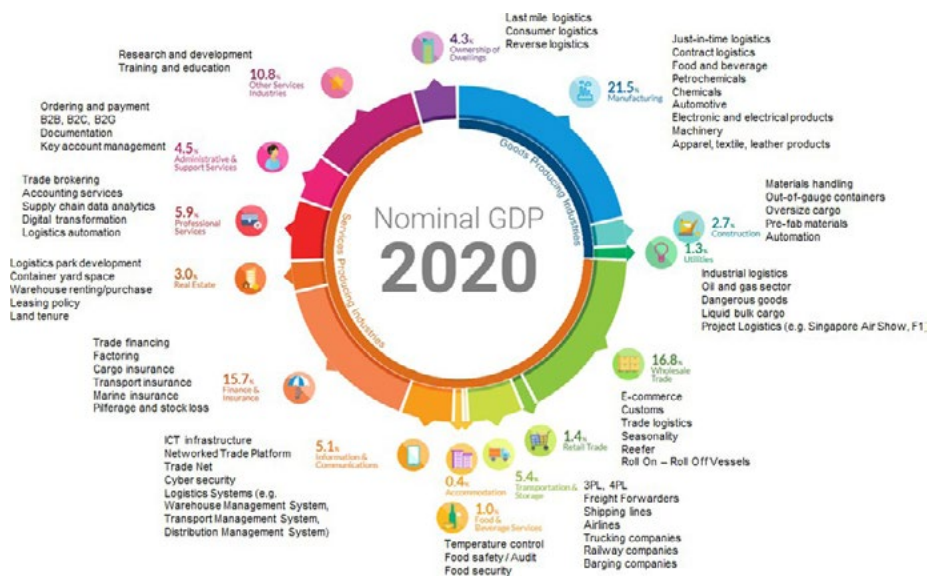 Last mile logistics
Consumer logistics
Reverse logistics
4.3%
Ownership of
Dwellings
Just-in-time logistics
Contract logistics
Food and beverage
Petrochemicals
Chemicals
Automotive
Electronic and electrical products
Machinery
Apparel, textile, leather products
21.5%
Manufacturing
Research and development
Training and education
10.8%
Other Services
Industries
Ordering and payment
B2B, B2C, B2G
Documentation
Key account management
4.5%
Administrative &
Support Services
Trade brokering
Accounting services
Supply chain data analytics
Digital transformation
Logistics automation
5.9%
Professional
Services
Logistics park development
Container yard space
Warehouse renting/purchase
Leasing policy
Land tenure
3.0%
Real Estate
Goods Producing Industries
Services Producing Industries
Nominal GDP
2020
Materials handling
Out-of-gauge containers
Oversize cargo
Pre-fab materials
Automation
2.7%
Construction
1.3%
Utilities
Industrial logistics
Oil and gas sector
Dangerous goods
Liquid bulk cargo
Project Logistics (e.g. Singapore Air Show, F1)
Trade financing
Factoring
Cargo insurance
Transport insurance
Marine insurance
Pilferage and stock loss
15.7%
Finance &
Insurance
16.8%
Wholesale
Trade
E-commerce
Customs
Trade logistics
Seasonality
Reefer
Roll On – Roll Off Vessels
1.4%
Retail Trade
ICT infrastructure
Networked Trade Platform
Trade Net
Cyber security
Logistics Systems (e.g.
Warehouse Management System,
Transport Management System,
Distribution Management System)
5.1%
Information &
Communications
0.4%
Accommodation
5.4%
Transportation &
Storage
3PL, 4PL
Freight Forwarders
Shipping lines
Airlines
Trucking companies
Railway companies
Barging companies
1.0%
Food &
Beverage Services
Temperature control
Food safety / Audit
Food security